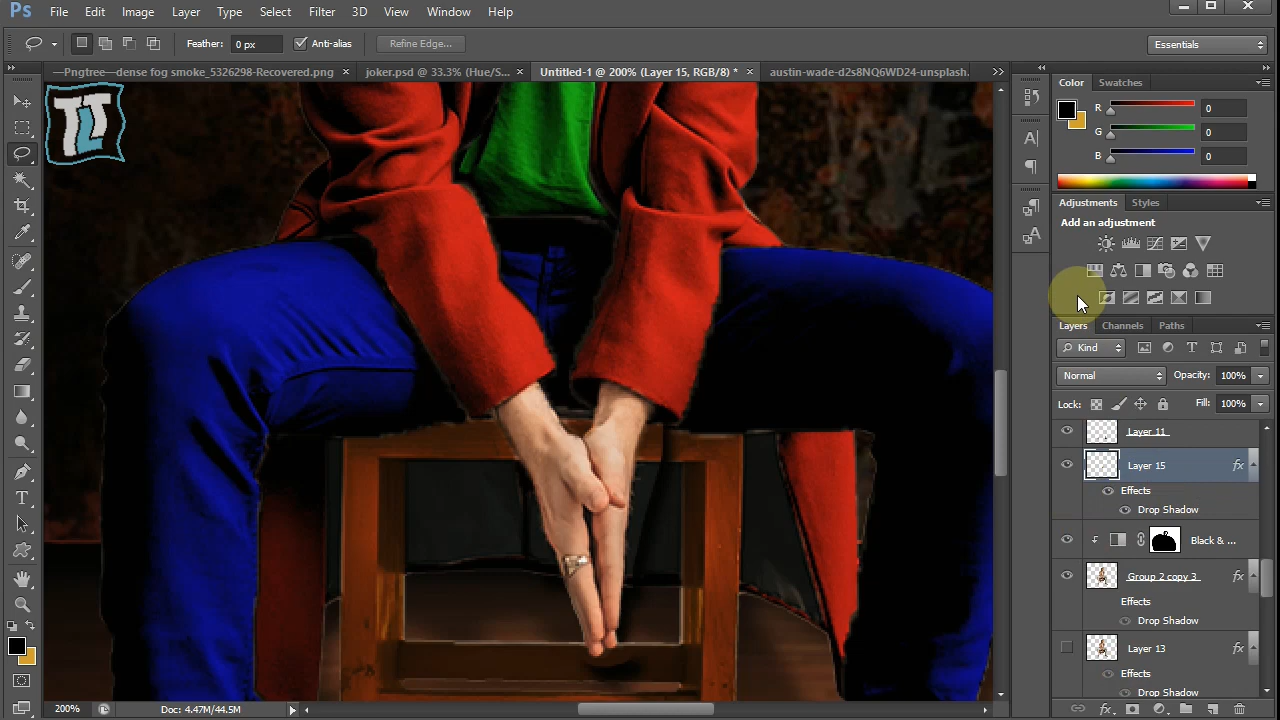 Ps File Edit Image Layer Type Select Filter 3D View Window Help
Feather: 0 px Anti-alias Refine Edge... Essentials
—Pngtree—dense fog smoke_5326298-Recovered.png joker.psd @ 33.3% (Hue/S... Untitled-1 @ 200% (Layer 15, RGB/8) * austin-wade-d2s8NQ6WD24-unsplash.
TLT
Color Swatches
R 0
G 0
B 0
Adjustments Styles
Add an adjustment
Layers Channels Paths
Kind
Normal Opacity: 100%
Lock: Fill: 100%
Layer 11
Layer 15 fx
Effects
Drop Shadow
Black & ...
Group 2 copy 3 fx
Effects
Drop Shadow
Layer 13 fx
Effects
Drop Shadow
200% Doc: 4.47M/44.5M